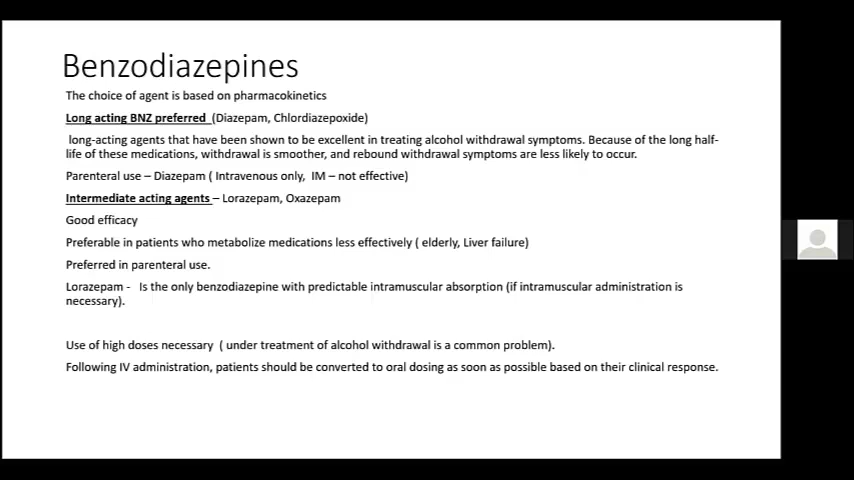 Benzodiazepines
The choice of agent is based on pharmacokinetics
Long acting BNZ preferred (Diazepam, Chlordiazepoxide)
long-acting agents that have been shown to be excellent in treating alcohol withdrawal symptoms. Because of the long half-
life of these medications, withdrawal is smoother, and rebound withdrawal symptoms are less likely to occur.
Parenteral use – Diazepam ( Intravenous only, IM – not effective)
Intermediate acting agents – Lorazepam, Oxazepam
Good efficacy
Preferable in patients who metabolize medications less effectively ( elderly, Liver failure)
Preferred in parenteral use.
Lorazepam - Is the only benzodiazepine with predictable intramuscular absorption (if intramuscular administration is
necessary).
Use of high doses necessary ( under treatment of alcohol withdrawal is a common problem).
Following IV administration, patients should be converted to oral dosing as soon as possible based on their clinical response.